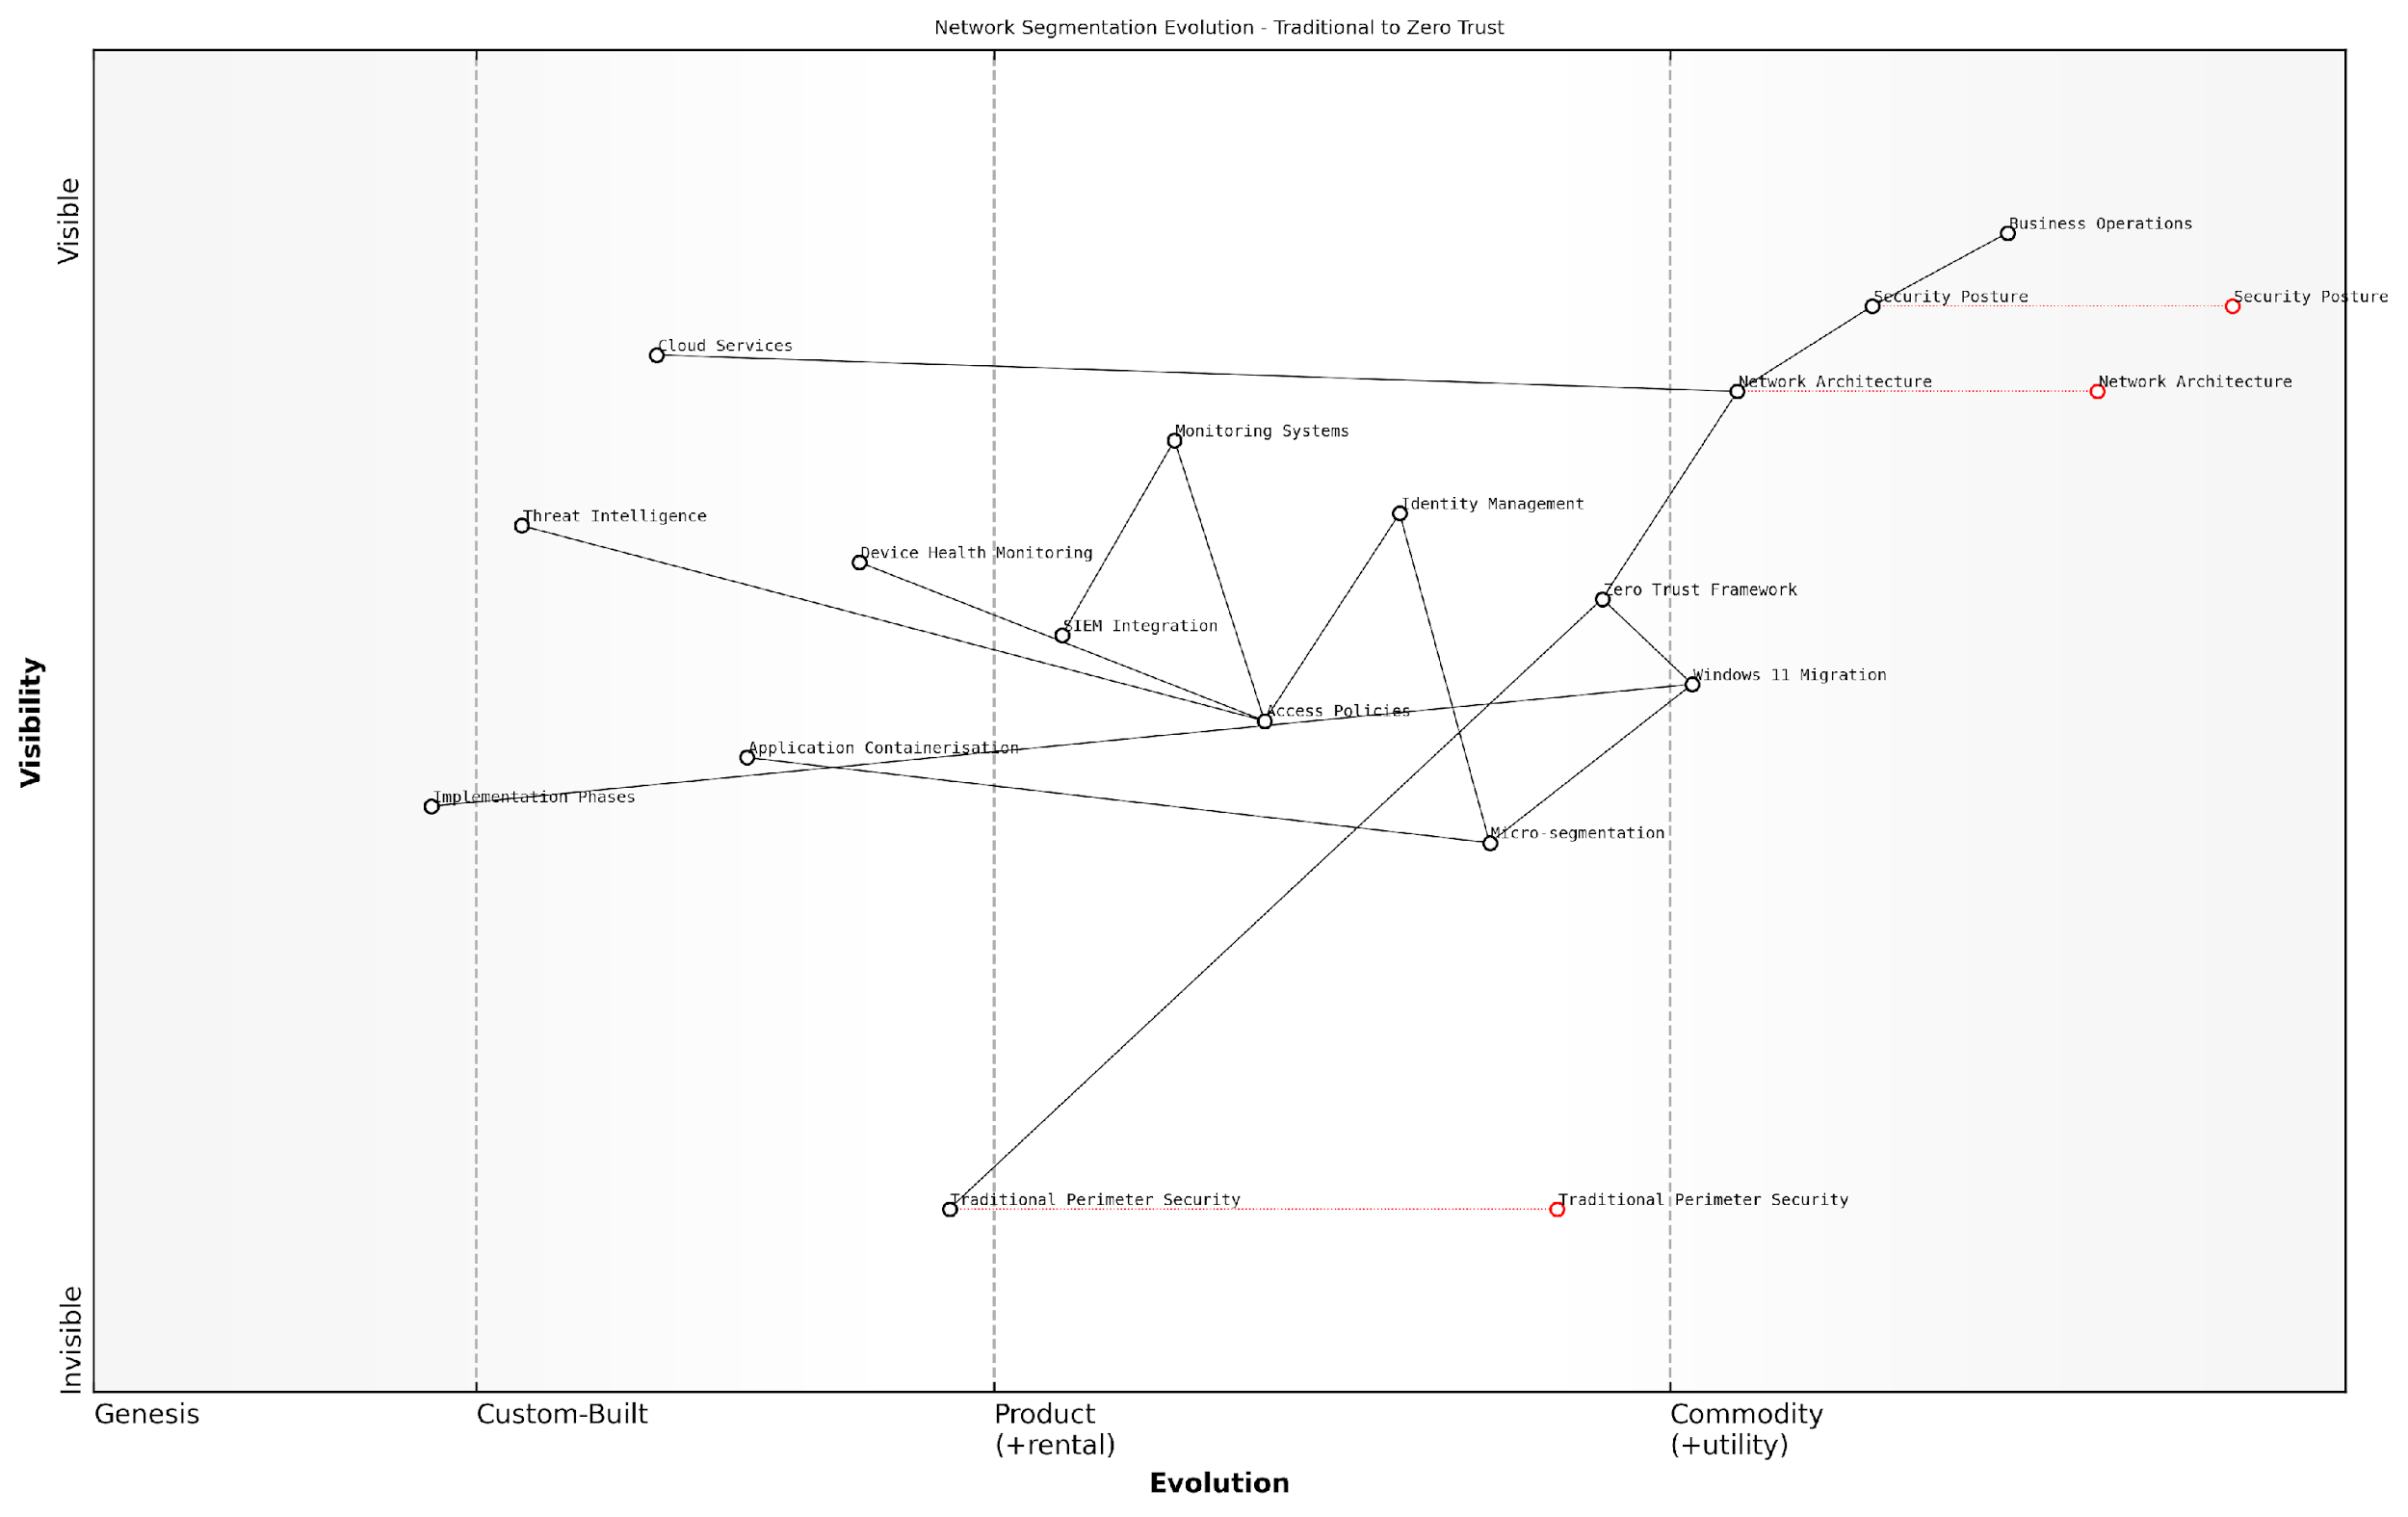 Network Segmentation Evolution - Traditional to Zero Trust
Visible
Business Operations
Security Posture
Security Posture
Cloud Services
Network Architecture
Network Architecture
Monitoring Systems
Identity Management
Threat Intelligence
Device Health Monitoring
Zero Trust Framework
SIEM Integration
Windows 11 Migration
Access Policies
Application Containerisation
Implementation Phases
Micro-segmentation
Visibility
Traditional Perimeter Security
Traditional Perimeter Security
Invisible
Genesis
Custom-Built
Product
(+rental)
Commodity
(+utility)
Evolution